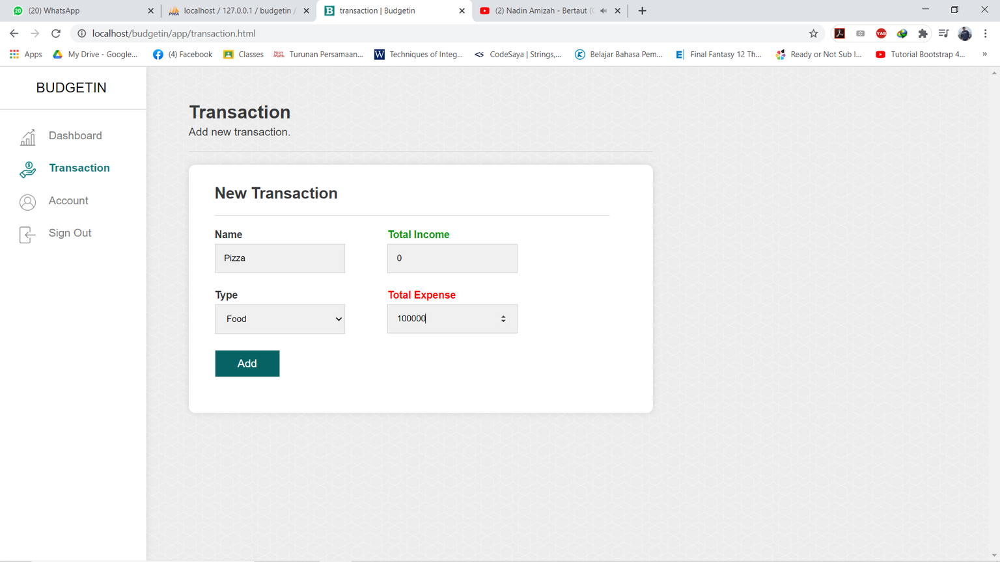 (20) WhatsApp
localhost / 127.0.0.1 / budgetin /
transaction | Budgetin
(2) Nadin Amizah - Bertaut (
localhost/budgetin/app/transaction.html
Apps
My Drive - Google...
(4) Facebook
Classes
Turunan Persamaan...
Techniques of Integ...
CodeSaya | Strings,...
Belajar Bahasa Pem...
Final Fantasy 12 Th...
Ready or Not Sub I...
Tutorial Bootstrap 4...
BUDGETIN
Dashboard
Transaction
Account
Sign Out
Transaction
Add new transaction.
New Transaction
Name
Total Income
Pizza
0
Type
Total Expense
Food
100000
Add